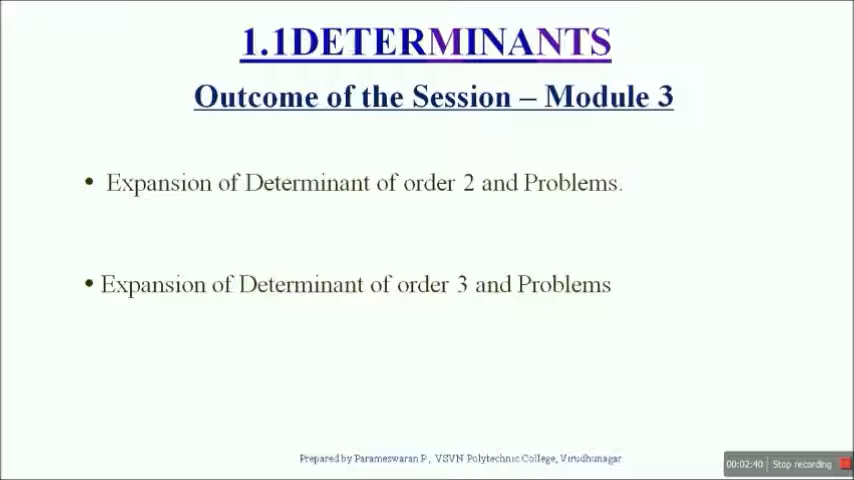 1.1DETERMINANTS
Outcome of the Session – Module 3
• Expansion of Determinant of order 2 and Problems.
• Expansion of Determinant of order 3 and Problems
Prepared by Parameswaran P, VSVN Polytechnic College, Virudhunagar
00:02:40 Stop recording